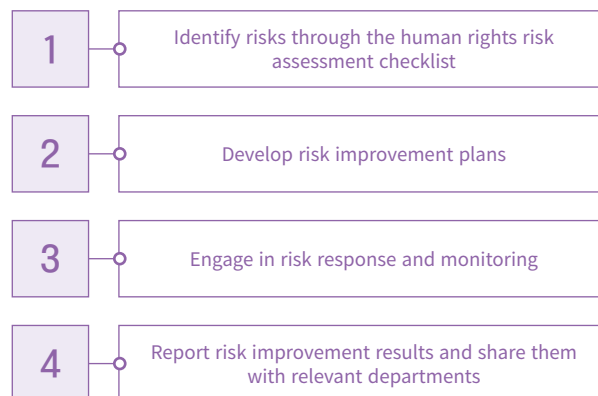 1
Identify risks through the human rights risk
assessment checklist
2
Develop risk improvement plans
3
Engage in risk response and monitoring
4
Report risk improvement results and share them
with relevant departments